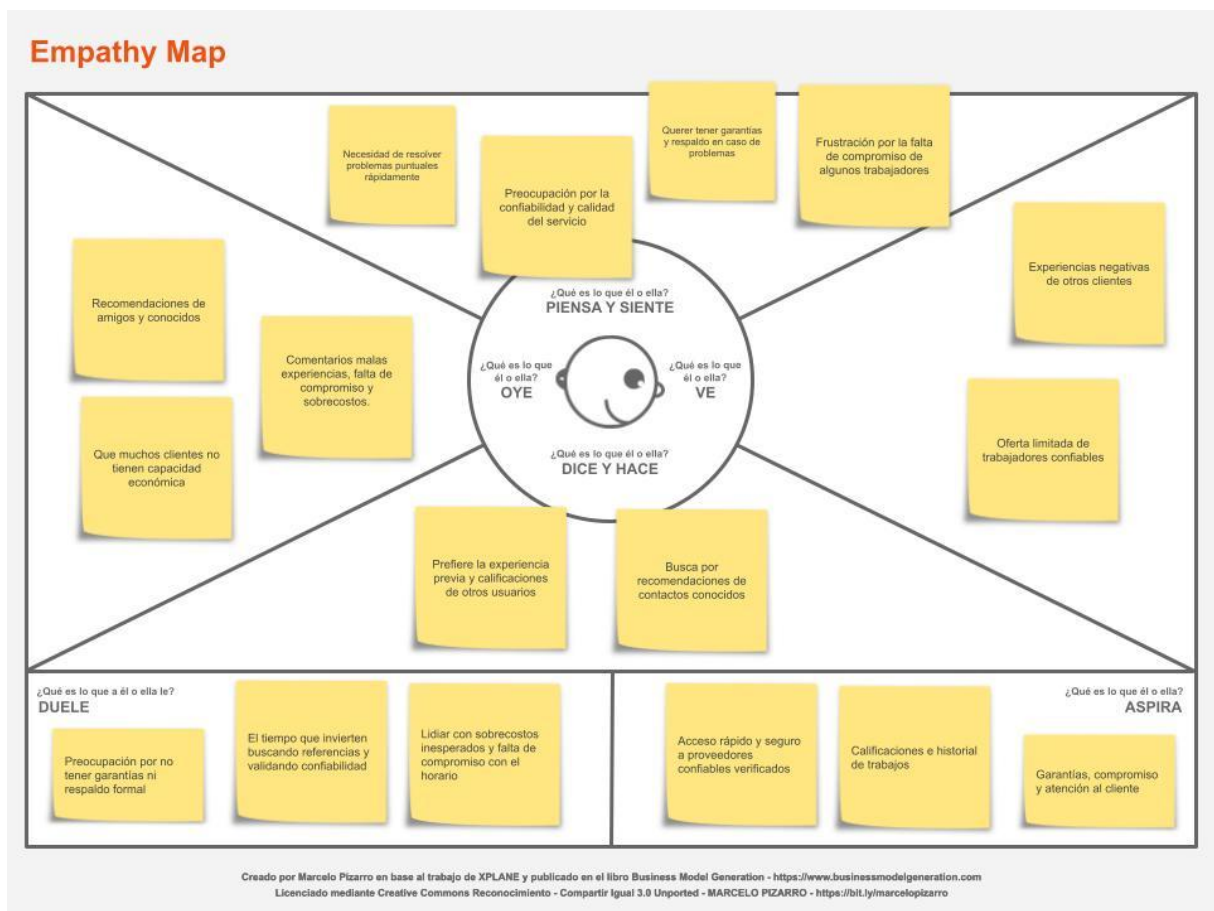 Empathy Map
Necesidad de resolver
problemas puntuales
rápidamente
Preocupación por la
confiabilidad y calidad
del servicio
Querer tener garantías
y respaldo en caso de
problemas
Frustración por la falta
de compromiso de
algunos trabajadores
Recomendaciones de
amigos y conocidos
Comentarios malas
experiencias, falta de
compromiso y
sobrecostos.
Que muchos clientes no
tienen capacidad
económica
¿Qué es lo que él o ella?
PIENSA Y SIENTE
¿Qué es lo que
él o ella?
OYE
¿Qué es lo que
él o ella?
VE
¿Qué es lo que él o ella?
DICE Y HACE
Experiencias negativas
de otros clientes
Oferta limitada de
trabajadores confiables
Prefiere la experiencia
previa y calificaciones
de otros usuarios
Busca por
recomendaciones de
contactos conocidos
¿Qué es lo que a él o ella le?
DUELE
Preocupación por no
tener garantías ni
respaldo formal
El tiempo que invierten
buscando referencias y
validando confiabilidad
Lidiar con sobrecostos
inesperados y falta de
compromiso con el
horario
Acceso rápido y seguro
a proveedores
confiables verificados
Calificaciones e historial
de trabajos
¿Qué es lo que él o ella?
ASPIRA
Garantías, compromiso
y atención al cliente
Creado por Marcelo Pizarro en base al trabajo de XPLANE y publicado en el libro Business Model Generation - https://www.businessmodelgeneration.com
Licenciado mediante Creative Commons Reconocimiento - Compartir Igual 3.0 Unported - MARCELO PIZARRO - https://bit.ly/marcelopizarro